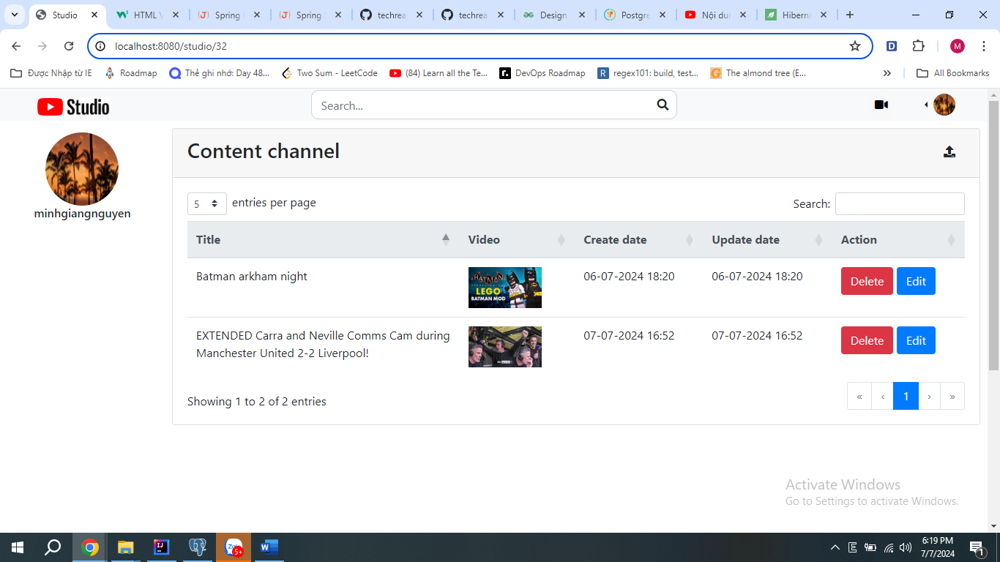 Studio
HTML V
Spring
Spring
techrea
techrea
Design
Postgre
Nội du
Hiberna
localhost:8080/studio/32
D
M
Được Nhập từ IE
Roadmap
Thẻ ghi nhớ: Day 48...
Two Sum - LeetCode
(84) Learn all the Te...
DevOps Roadmap
regex101: build, test...
The almond tree (E...
All Bookmarks
Studio
Search...
minhgiangnguyen
Content channel
5 entries per page
Search:
Title Video Create date Update date Action
Batman arkham night 06-07-2024 18:20 06-07-2024 18:20 Delete Edit
BATMAN
LEGO
BATMAN MOD
EXTENDED Carra and Neville Comms Cam during 07-07-2024 16:52 07-07-2024 16:52 Delete Edit
Manchester United 2-2 Liverpool!
Showing 1 to 2 of 2 entries
« ‹ 1 › »
Activate Windows
Go to Settings to activate Windows.
5+
6:19 PM
7/7/2024
1